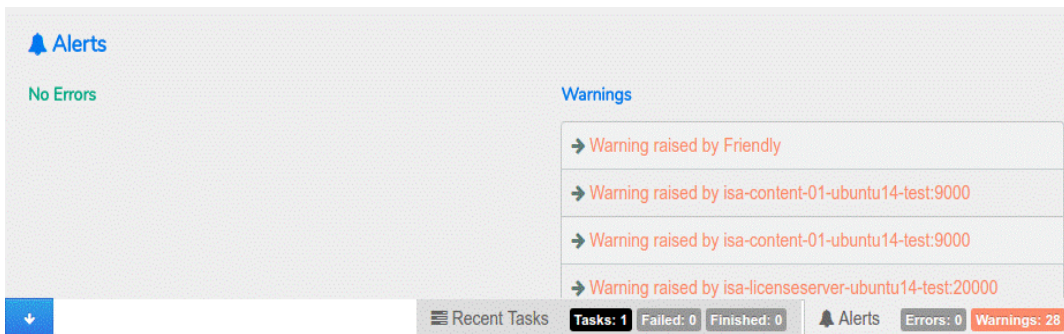 Alerts
No Errors
Warnings
Warning raised by Friendly
Warning raised by isa-content-01-ubuntu14-test:9000
Warning raised by isa-content-01-ubuntu14-test:9000
Warning raised by isa-licenseserver-ubuntu14-test:20000
Recent Tasks Tasks: 1 Failed: 0 Finished: 0 Alerts Errors: 0 Warnings: 28